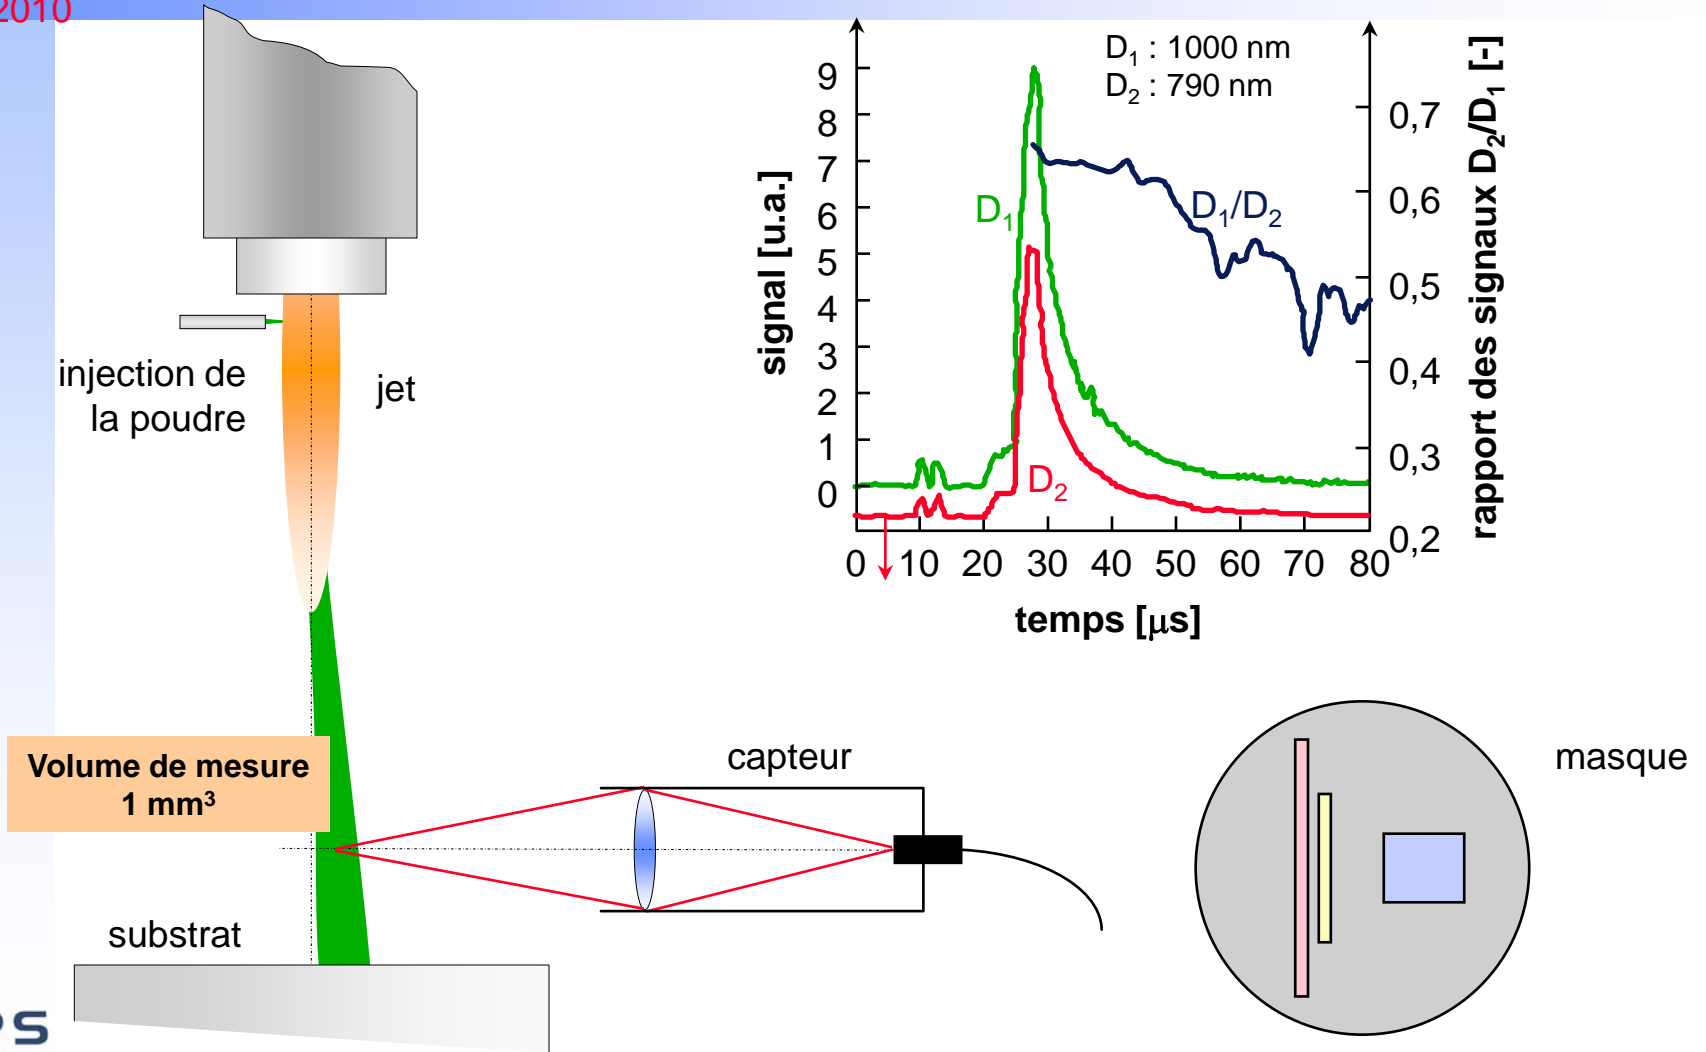 2010
injection de
la poudre
jet
Volume de mesure
1 mm³
substrat
capteur
masque
D₁ : 1000 nm
D₂ : 790 nm
signal [u.a.]
9
8
7
6
5
4
3
2
1
0
D₁
D₂
D₁/D₂
0,7
0,6
0,5
0,4
0,3
0,2
rapport des signaux D₂/D₁ [-]
0 10 20 30 40 50 60 70 80
temps [μs]